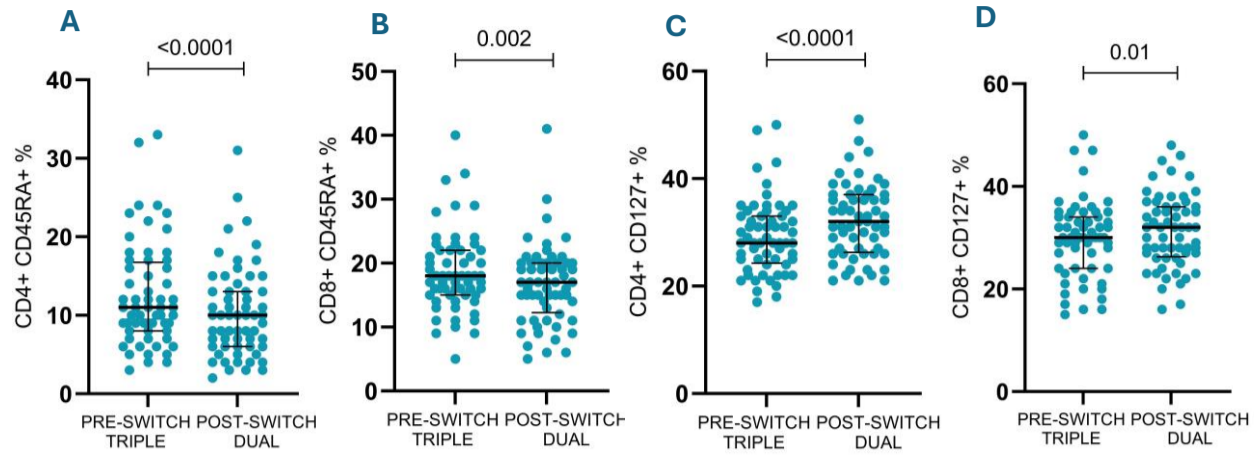 A
<0.0001
CD4+ CD45RA+ %
40
30
20
10
0
PRE-SWITCH TRIPLE
POST-SWITCH DUAL
B
0.002
CD8+ CD45RA+ %
50
40
30
20
10
0
PRE-SWITCH TRIPLE
POST-SWITCH DUAL
C
<0.0001
CD4+ CD127+ %
60
40
20
0
PRE-SWITCH TRIPLE
POST-SWITCH DUAL
D
0.01
CD8+ CD127+ %
60
40
20
0
PRE-SWITCH TRIPLE
POST-SWITCH DUAL